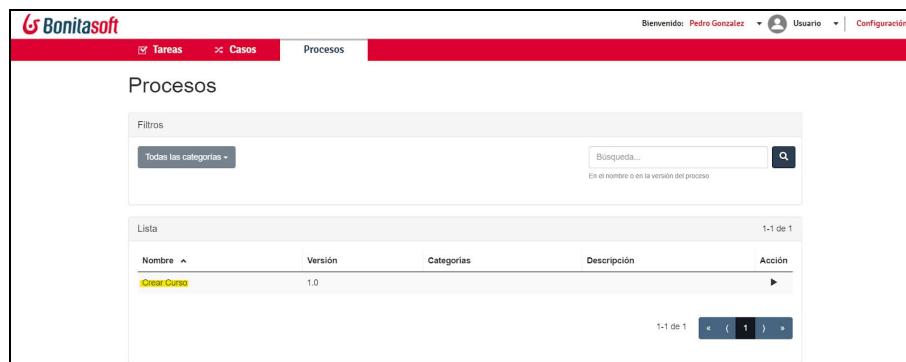 Bonitasoft
Bienvenido: Pedro Gonzalez Usuario Configuración
Tareas Casos Procesos
Procesos
Filtros
Todas las categorías
Búsqueda...
En el nombre o en la versión del proceso
Lista 1-1 de 1
Nombre Versión Categorías Descripción Acción
Crear Curso 1.0
1-1 de 1 « ⟨ 1 ⟩ »